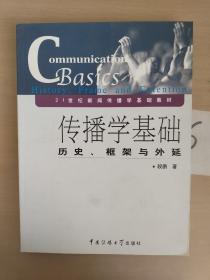 Communication
Basics
History, Frame and Extention
21世纪新闻传播学基础教材
传播学基础
历史、框架与外延
段鹏 著
中国传媒大学出版社